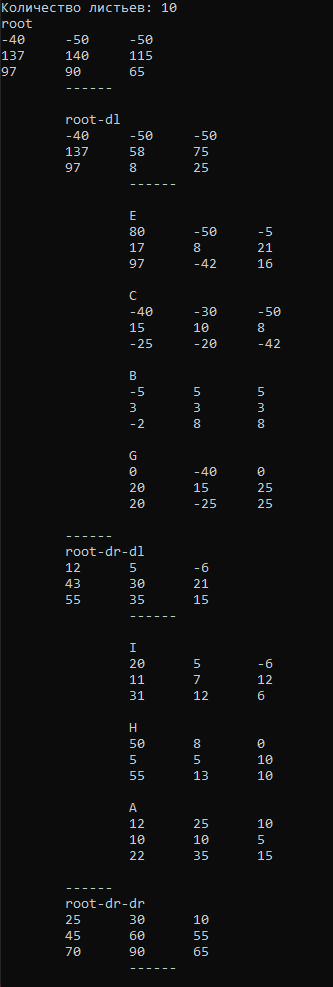 Количество листьев: 10
root
-40 -50 -50
137 140 115
97 90 65
------
root-dl
-40 -50 -50
137 58 75
97 8 25
------
E
80 -50 -5
17 8 21
97 -42 16
C
-40 -30 -50
15 10 8
-25 -20 -42
B
-5 5 5
3 3 3
-2 8 8
G
0 -40 0
20 15 25
20 -25 25
------
root-dr-dl
12 5 -6
43 30 21
55 35 15
------
I
20 5 -6
11 7 12
31 12 6
H
50 8 0
5 5 10
55 13 10
A
12 25 10
10 10 5
22 35 15
------
root-dr-dr
25 30 10
45 60 55
70 90 65
------